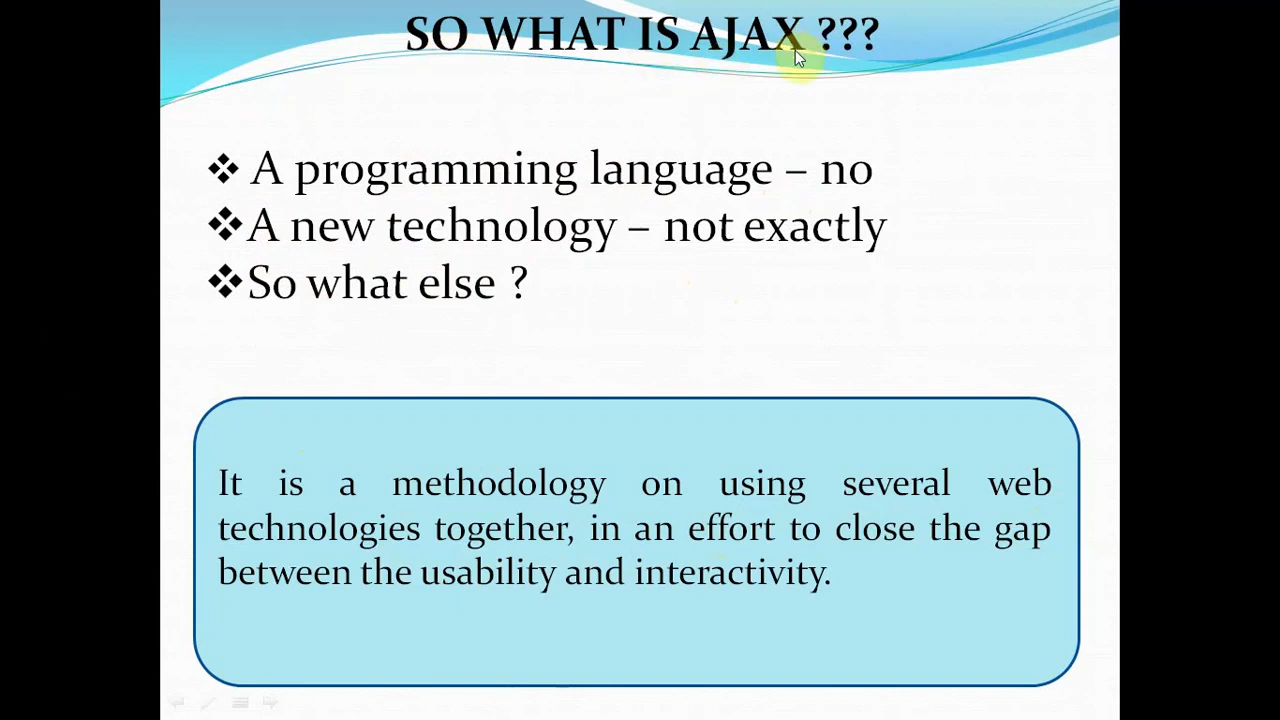 SO WHAT IS AJAX ???
❖ A programming language – no
❖A new technology – not exactly
❖So what else ?
It is a methodology on using several web
technologies together, in an effort to close the gap
between the usability and interactivity.